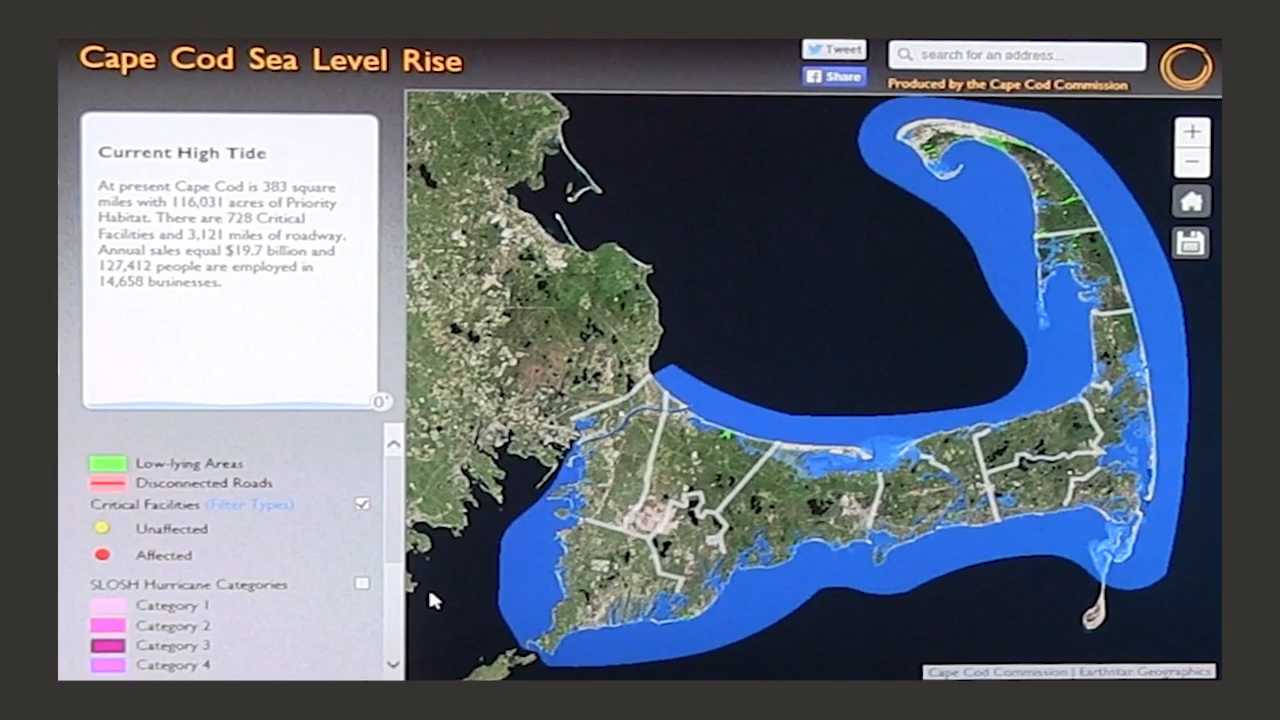 Cape Cod Sea Level Rise
Tweet
Share
search for an address...
Produced by the Cape Cod Commission
Current High Tide
At present Cape Cod is 383 square
miles with 116,031 acres of Priority
Habitat. There are 728 Critical
Facilities and 3,121 miles of roadway.
Annual sales equal $19.7 billion and
127,412 people are employed in
14,658 businesses.
0'
Low-lying Areas
Disconnected Roads
Critical Facilities (Filter Types)
Unaffected
Affected
SLOSH Hurricane Categories
Category 1
Category 2
Category 3
Category 4
Cape Cod Commission | Earthstar Geographics